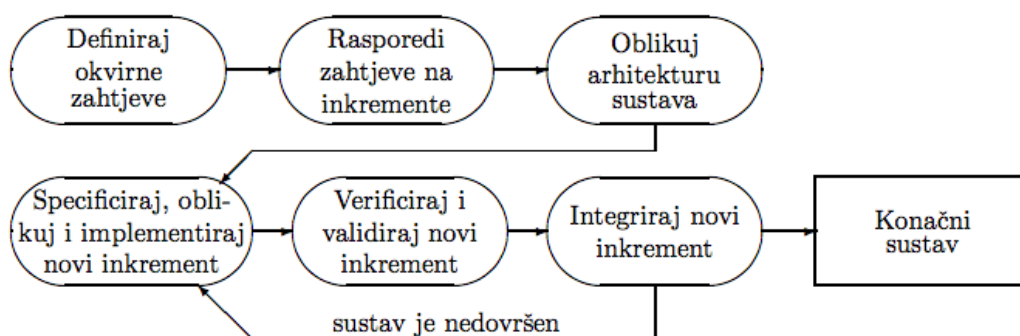 Definiraj
okvirne
zahtjeve
Rasporedi
zahtjeve na
inkremente
Oblikuj
arhitekturu
sustava
Specificiraj, obli-
kuj i implementiraj
novi inkrement
Verificiraj i
validiraj novi
inkrement
Integriraj novi
inkrement
Konačni
sustav
sustav je nedovršen